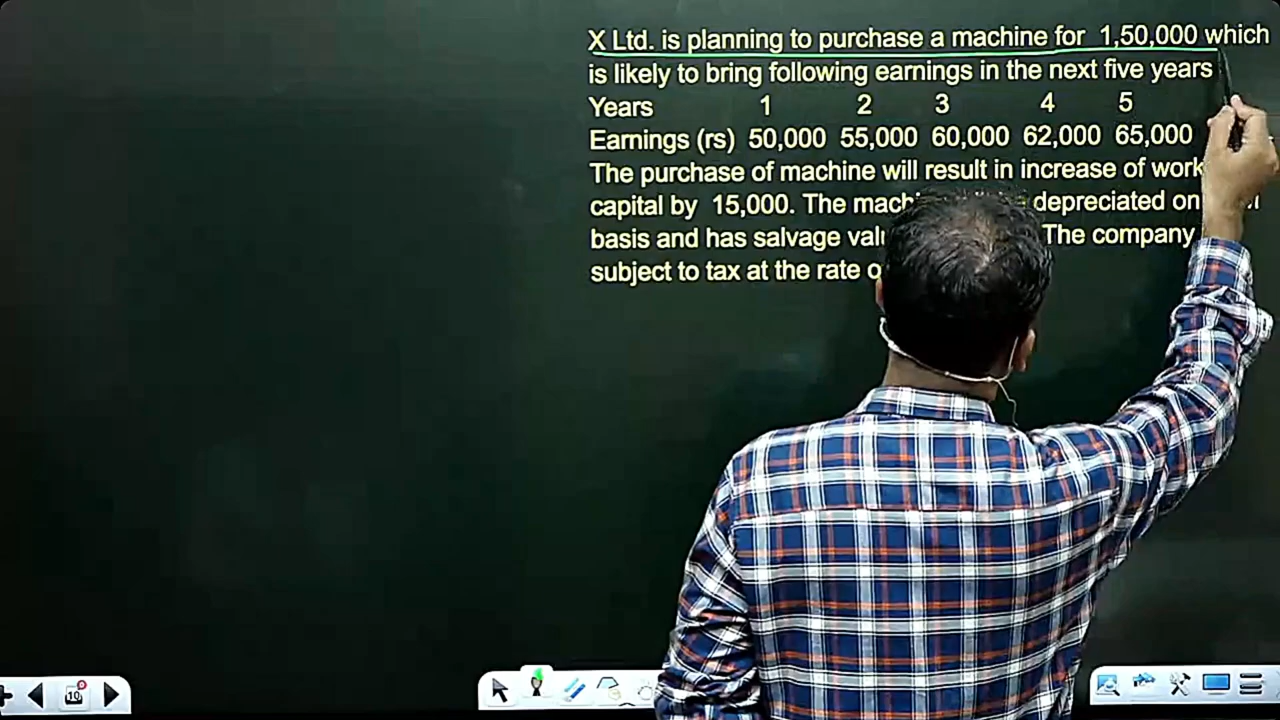 X Ltd. is planning to purchase a machine for 1,50,000 which
is likely to bring following earnings in the next five years
Years 1 2 3 4 5
Earnings (rs) 50,000 55,000 60,000 62,000 65,000
The purchase of machine will result in increase of
capital by 15,000. The depreciated on
basis and has salvage The company
subject to tax at the rate
10